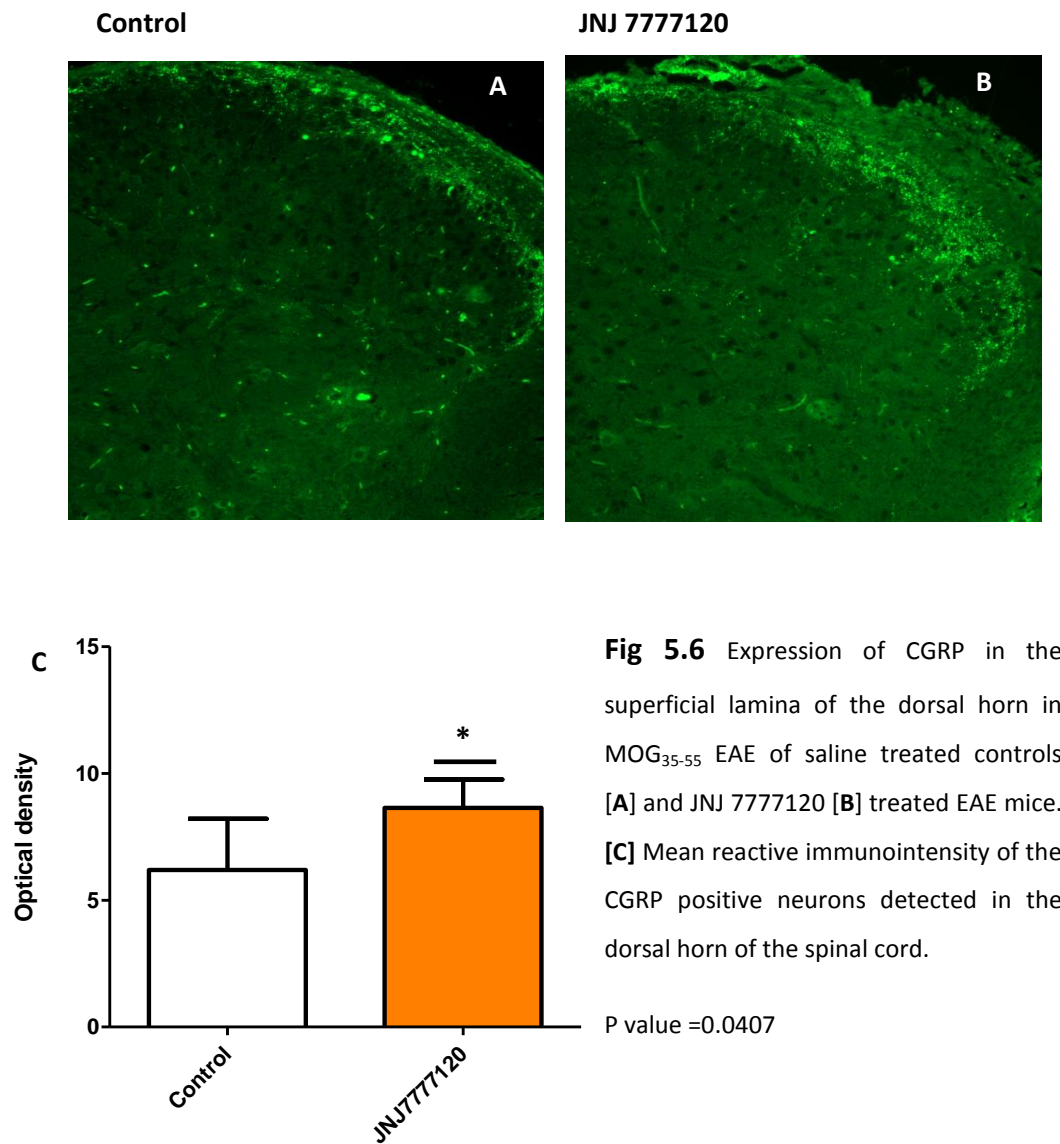 Control
JNJ 7777120
A
B
C
15
10
5
0
Optical density
*
Control
JNJ7777120
Fig 5.6 Expression of CGRP in the
superficial lamina of the dorsal horn in
MOG35-55 EAE of saline treated controls
[A] and JNJ 7777120 [B] treated EAE mice.
[C] Mean reactive immunointensity of the
CGRP positive neurons detected in the
dorsal horn of the spinal cord.
P value =0.0407